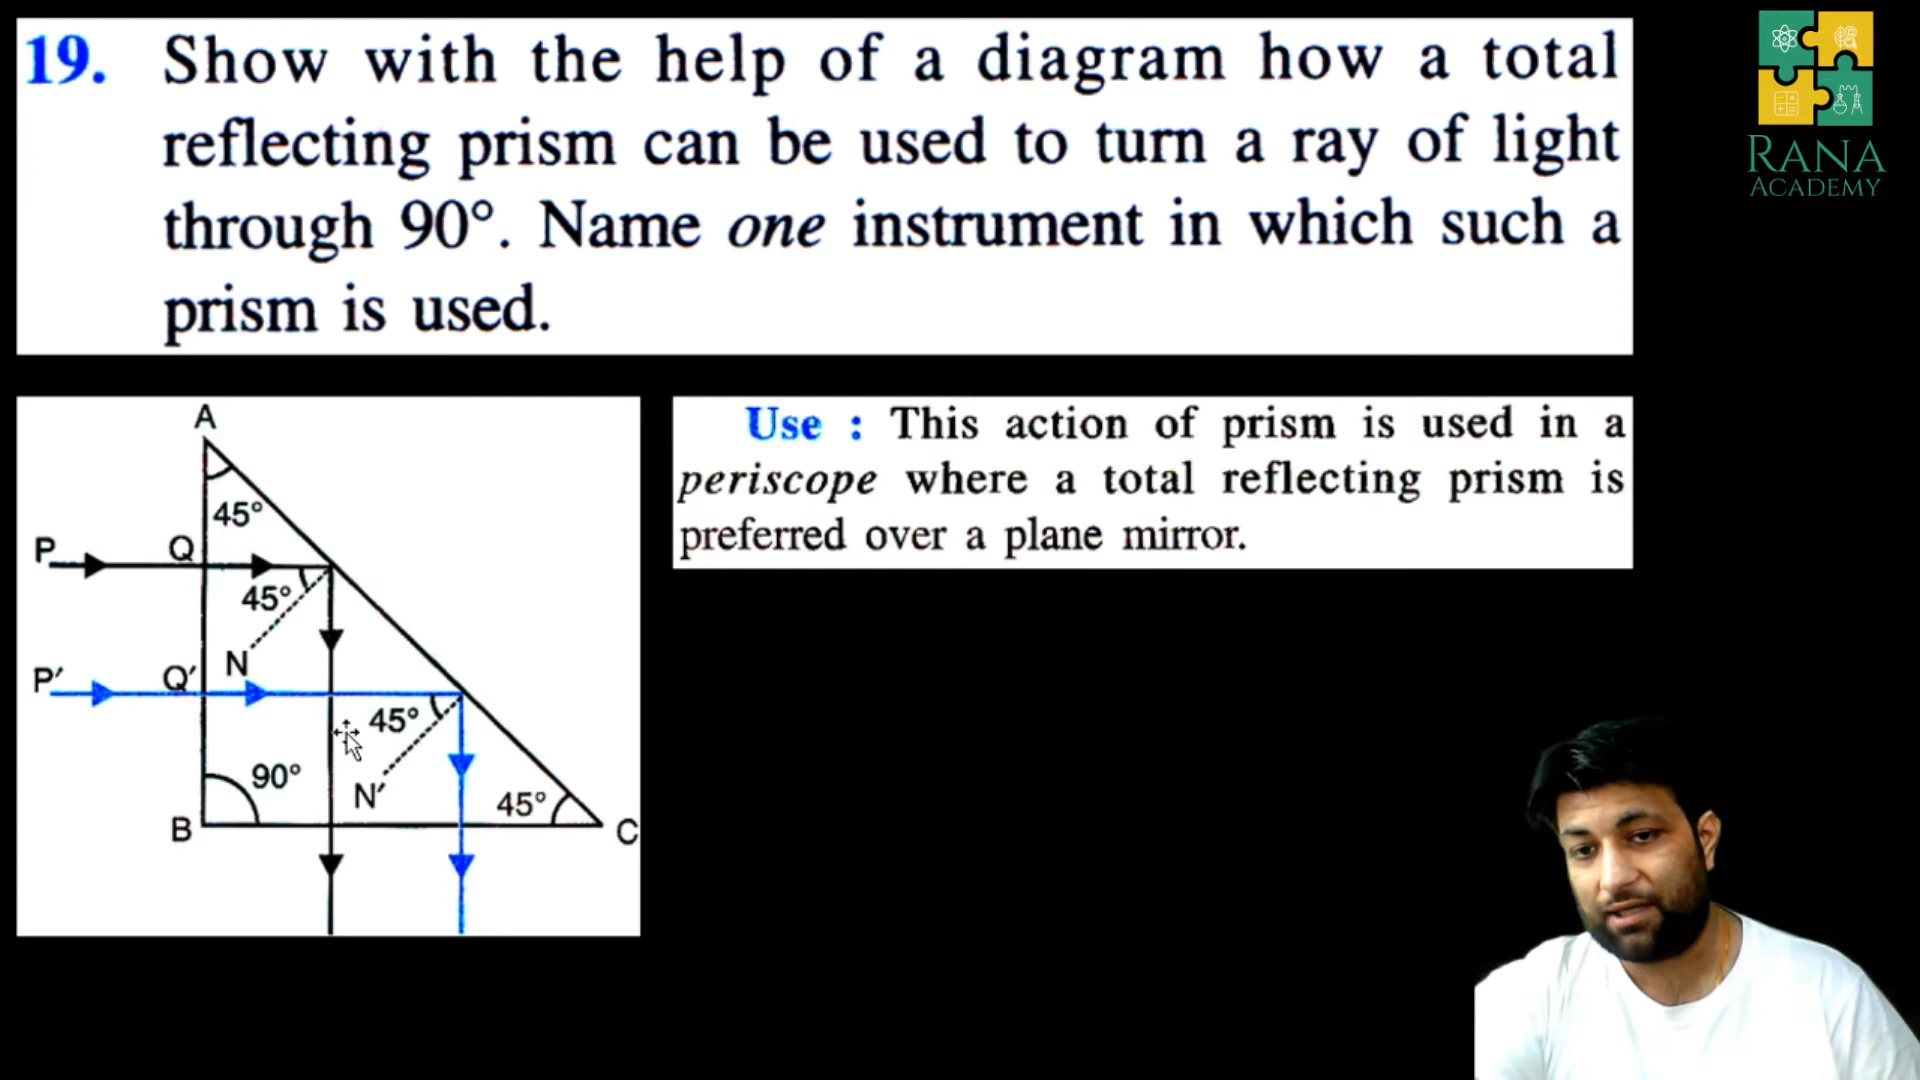 19. Show with the help of a diagram how a total
reflecting prism can be used to turn a ray of light
through 90°. Name one instrument in which such a
prism is used.
RANA
ACADEMY
A
45°
P
Q
45°
N
P′
Q′
45°
N′
90°
45°
B
C
Use : This action of prism is used in a
periscope where a total reflecting prism is
preferred over a plane mirror.